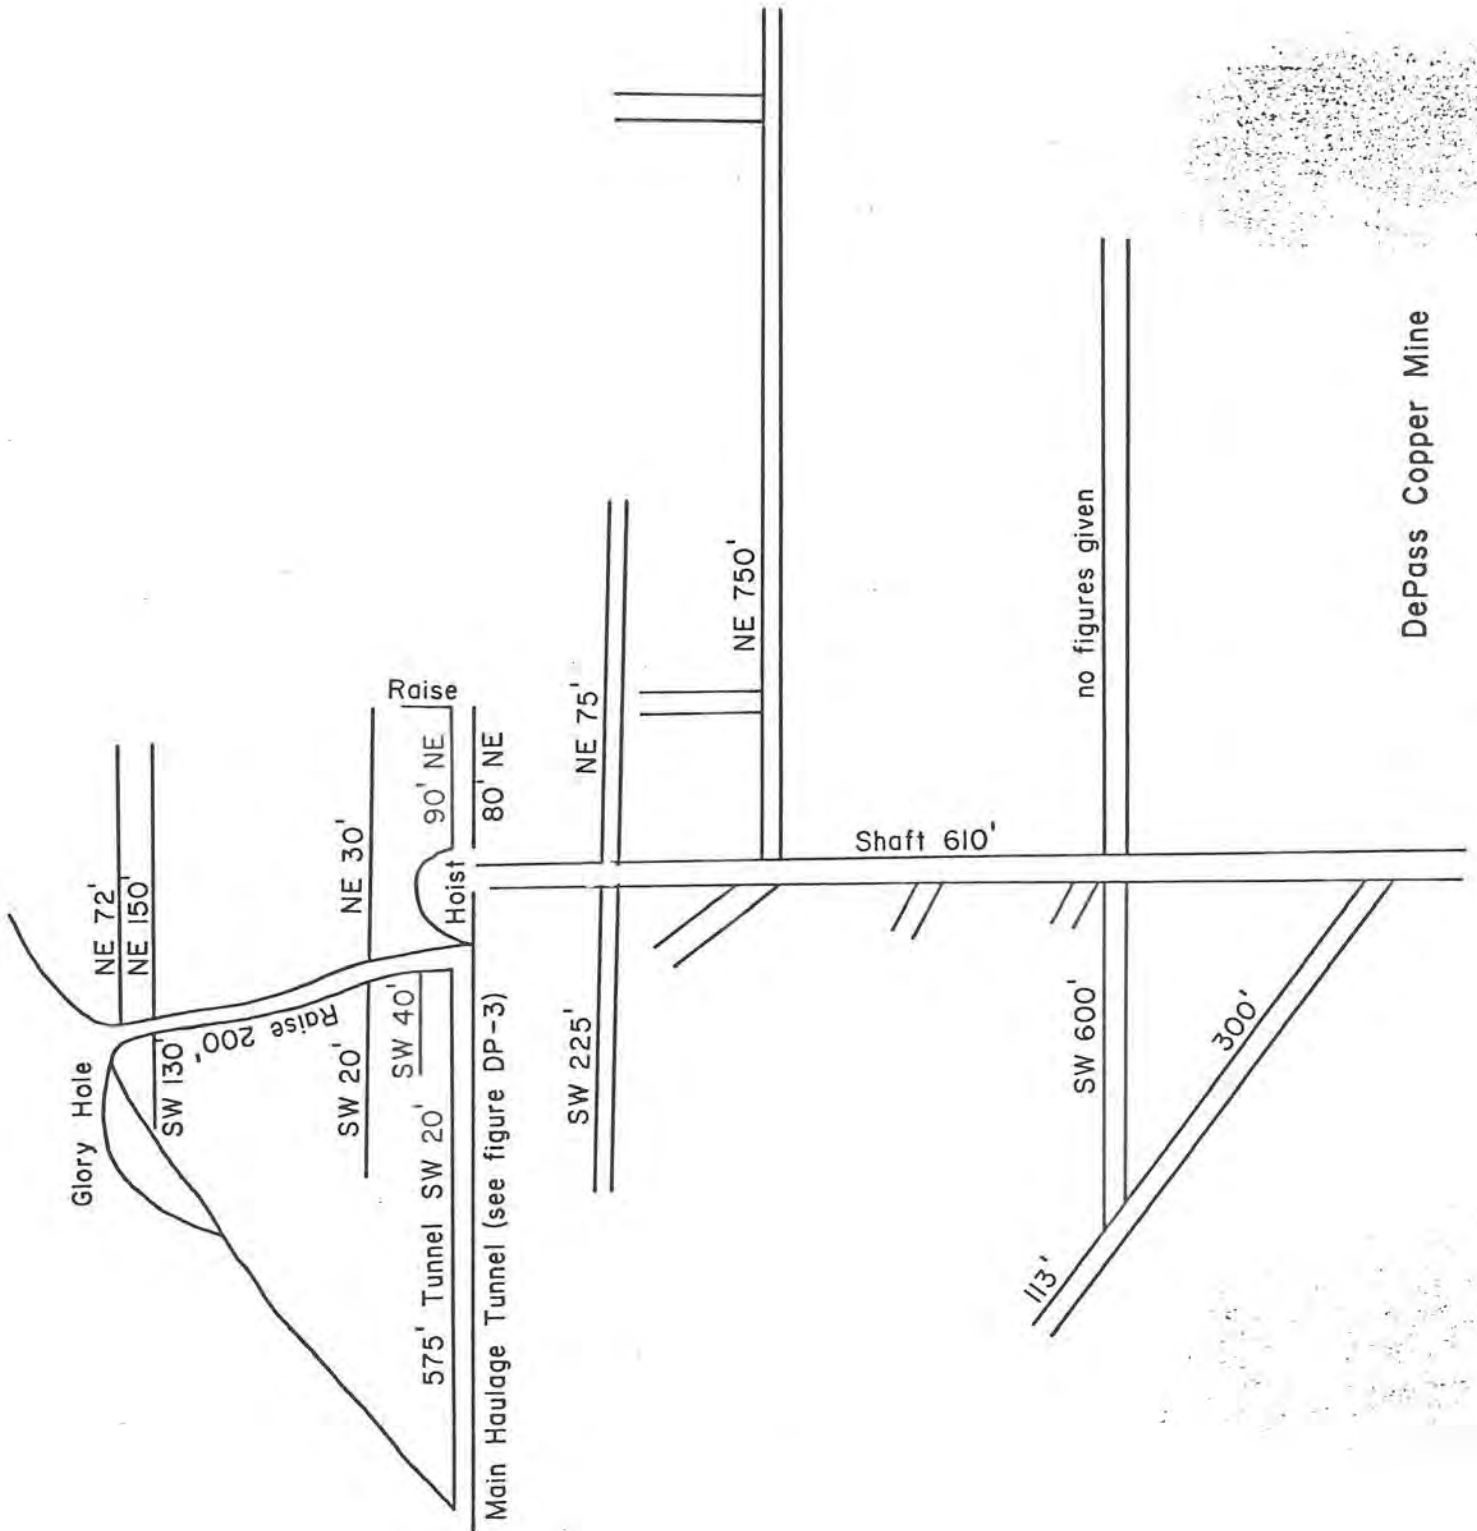 Glory Hole
NE 72'
NE 150'
SW 130'
Raise 200'
NE 30'
SW 20'
Raise
90' NE
SW 40'
Hoist
80' NE
575' Tunnel SW 20'
Main Haulage Tunnel (see figure DP-3)
NE 75'
SW 225'
NE 750'
Shaft 610'
no figures given
SW 600'
300'
113'
DePass Copper Mine